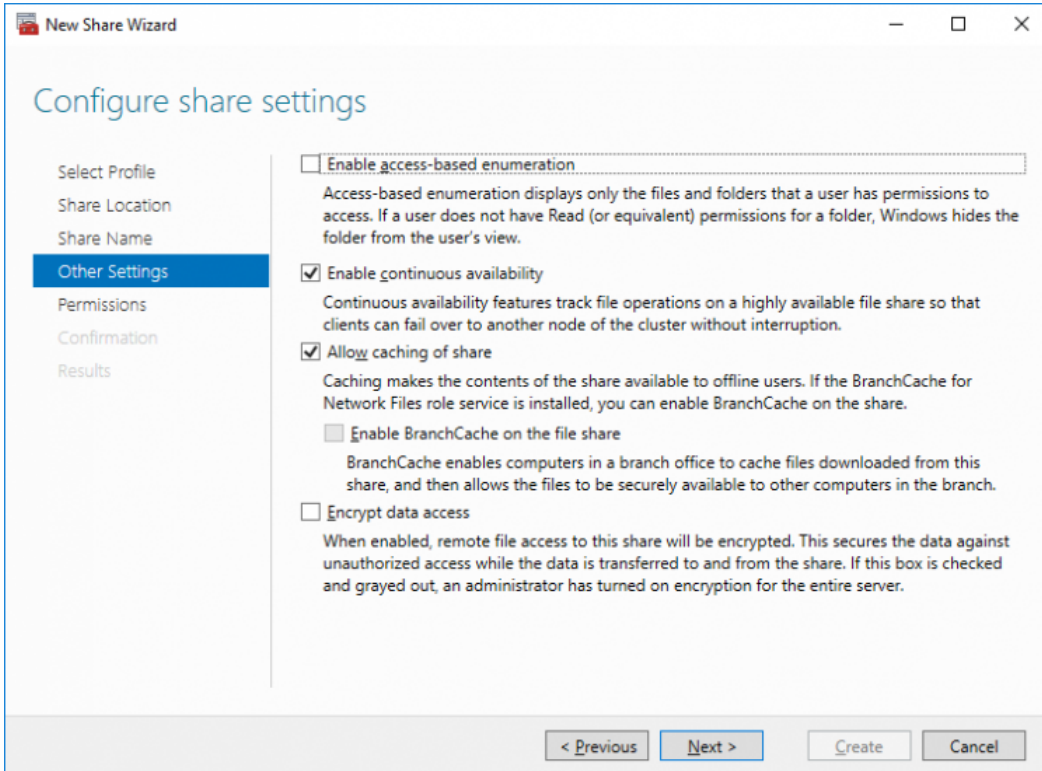 New Share Wizard
Configure share settings
Select Profile
Share Location
Share Name
Other Settings
Permissions
Confirmation
Results
Enable access-based enumeration
Access-based enumeration displays only the files and folders that a user has permissions to
access. If a user does not have Read (or equivalent) permissions for a folder, Windows hides the
folder from the user's view.
Enable continuous availability
Continuous availability features track file operations on a highly available file share so that
clients can fail over to another node of the cluster without interruption.
Allow caching of share
Caching makes the contents of the share available to offline users. If the BranchCache for
Network Files role service is installed, you can enable BranchCache on the share.
Enable BranchCache on the file share
BranchCache enables computers in a branch office to cache files downloaded from this
share, and then allows the files to be securely available to other computers in the branch.
Encrypt data access
When enabled, remote file access to this share will be encrypted. This secures the data against
unauthorized access while the data is transferred to and from the share. If this box is checked
and grayed out, an administrator has turned on encryption for the entire server.
< Previous
Next >
Create
Cancel